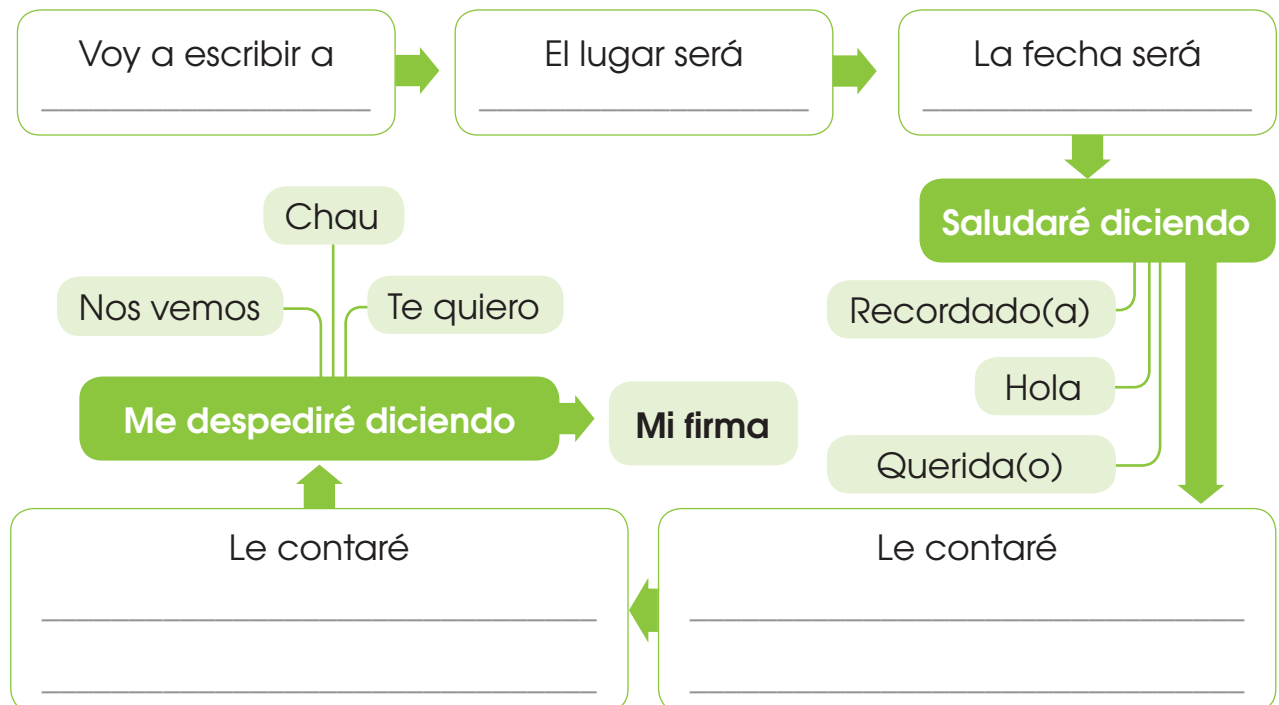 Voy a escribir a
El lugar será
La fecha será
Saludaré diciendo
Recordado(a)
Hola
Querida(o)
Le contaré
Le contaré
Me despediré diciendo
Nos vemos
Chau
Te quiero
Mi firma